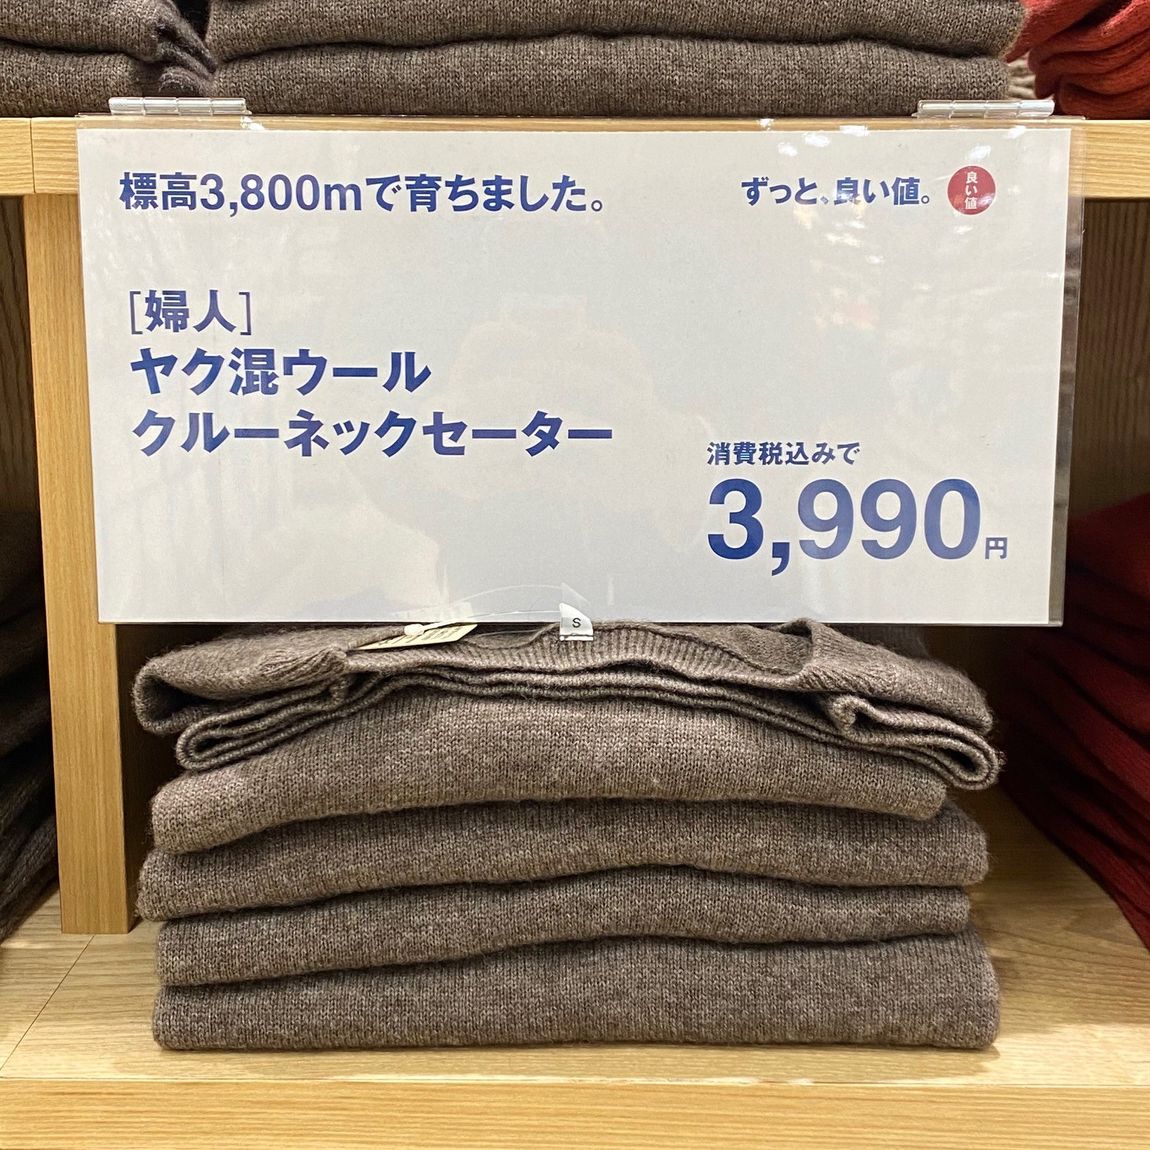 標高3,800mで育ちました。
ずっと、良い値。
良い値
[婦人]
ヤク混ウール
クルーネックセーター
消費税込みで
3,990円
S